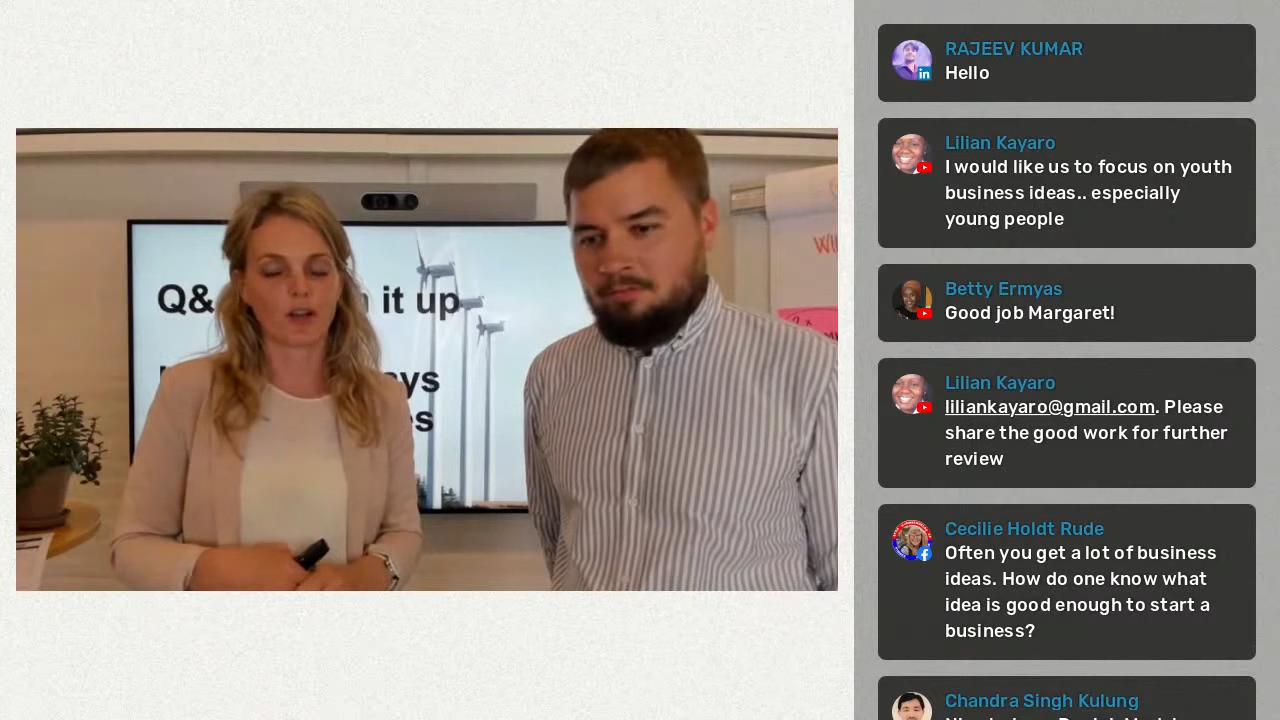 Q&
it up
ays
es
WI
RAJEEV KUMAR
Hello
Lilian Kayaro
I would like us to focus on youth
business ideas.. especially
young people
Betty Ermyas
Good job Margaret!
Lilian Kayaro
liliankayaro@gmail.com. Please
share the good work for further
review
Cecilie Holdt Rude
Often you get a lot of business
ideas. How do one know what
idea is good enough to start a
business?
Chandra Singh Kulung